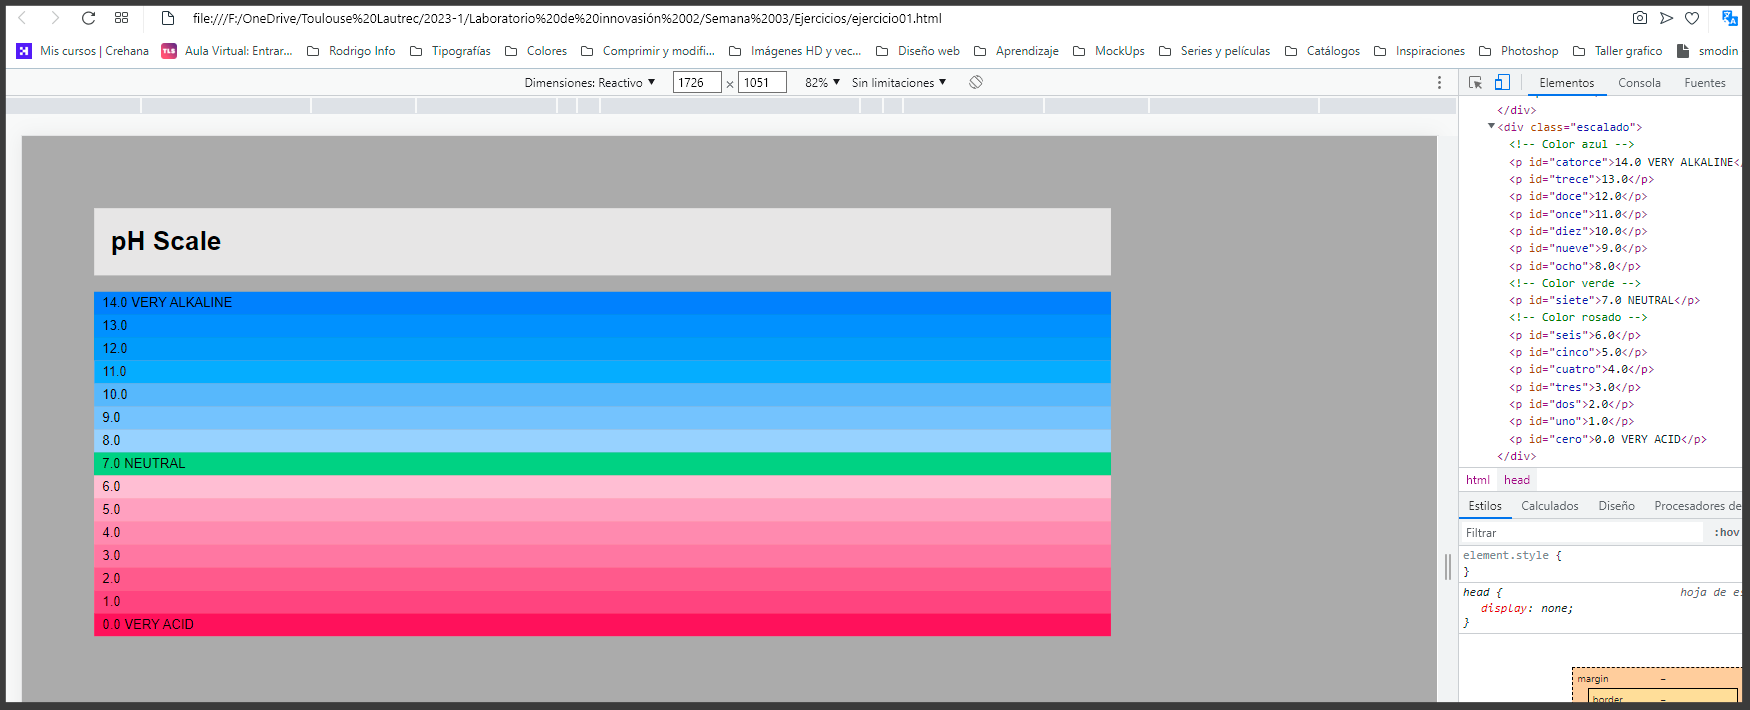 file:///F:/OneDrive/Toulouse%20Lautrec/2023-1/Laboratorio%20de%20innovasión%2002/Semana%2003/Ejercicios/ejercicio01.html
Mis cursos | Crehana TLS Aula Virtual: Entrar... Rodrigo Info Tipografías Colores Comprimir y modifi... Imágenes HD y vec... Diseño web Aprendizaje MockUps Series y películas Catálogos Inspiraciones Photoshop Taller grafico smodin
Dimensiones: Reactivo ▼ 1726 × 1051 82% ▼ Sin limitaciones ▼
Elementos Consola Fuentes
pH Scale
14.0 VERY ALKALINE
13.0
12.0
11.0
10.0
9.0
8.0
7.0 NEUTRAL
6.0
5.0
4.0
3.0
2.0
1.0
0.0 VERY ACID
</div>
▼<div class="escalado">
<!-- Color azul -->
<p id="catorce">14.0 VERY ALKALINE</
<p id="trece">13.0</p>
<p id="doce">12.0</p>
<p id="once">11.0</p>
<p id="diez">10.0</p>
<p id="nueve">9.0</p>
<p id="ocho">8.0</p>
<!-- Color verde -->
<p id="siete">7.0 NEUTRAL</p>
<!-- Color rosado -->
<p id="seis">6.0</p>
<p id="cinco">5.0</p>
<p id="cuatro">4.0</p>
<p id="tres">3.0</p>
<p id="dos">2.0</p>
<p id="uno">1.0</p>
<p id="cero">0.0 VERY ACID</p>
</div>
html head
Estilos Calculados Diseño Procesadores de
Filtrar :hov
element.style {
}
head { hoja de es
display: none;
}
margin –
border –